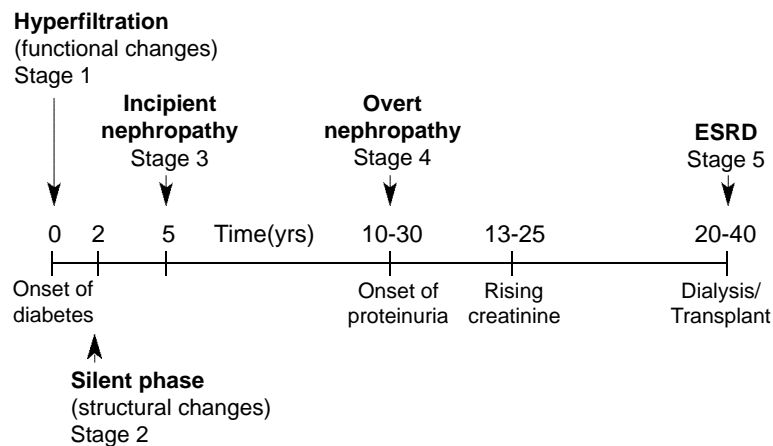 Hyperfiltration
(functional changes)
Stage 1
Incipient
nephropathy
Stage 3
Overt
nephropathy
Stage 4
ESRD
Stage 5
0 2 5 Time(yrs) 10-30 13-25 20-40
Onset of
diabetes
Onset of
proteinuria
Rising
creatinine
Dialysis/
Transplant
Silent phase
(structural changes)
Stage 2